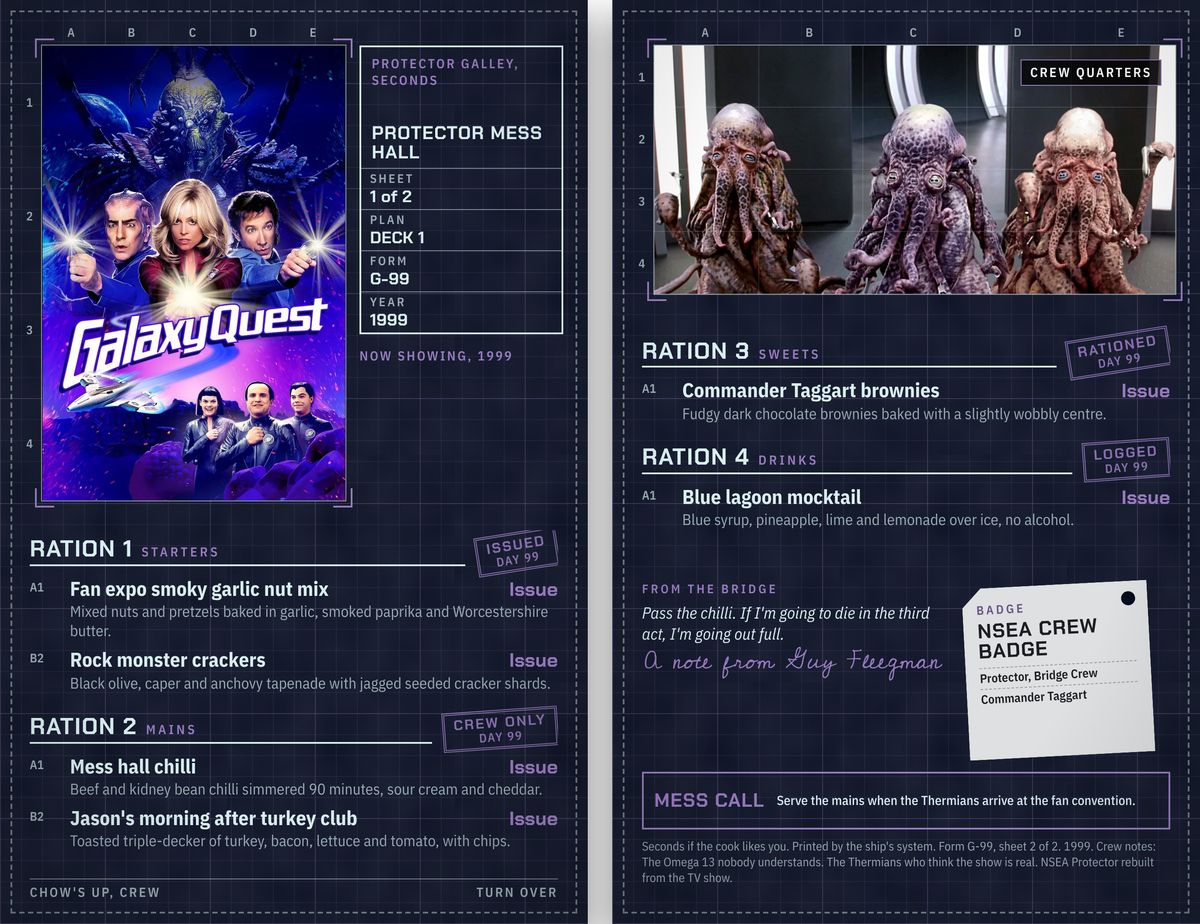 A B C D E
1
2
3
4
GalaxyQuest
PROTECTOR GALLEY,
SECONDS
PROTECTOR MESS
HALL
SHEET
1 of 2
PLAN
DECK 1
FORM
G-99
YEAR
1999
NOW SHOWING, 1999
RATION 1 STARTERS
ISSUED
DAY 99
A1 Fan expo smoky garlic nut mix Issue
Mixed nuts and pretzels baked in garlic, smoked paprika and Worcestershire
butter.
B2 Rock monster crackers Issue
Black olive, caper and anchovy tapenade with jagged seeded cracker shards.
RATION 2 MAINS
CREW ONLY
DAY 99
A1 Mess hall chilli Issue
Beef and kidney bean chilli simmered 90 minutes, sour cream and cheddar.
B2 Jason's morning after turkey club Issue
Toasted triple-decker of turkey, bacon, lettuce and tomato, with chips.
CHOW'S UP, CREW TURN OVER
A B C D E
1
2
3
4
CREW QUARTERS
RATION 3 SWEETS
RATIONED
DAY 99
A1 Commander Taggart brownies Issue
Fudgy dark chocolate brownies baked with a slightly wobbly centre.
RATION 4 DRINKS
LOGGED
DAY 99
A1 Blue lagoon mocktail Issue
Blue syrup, pineapple, lime and lemonade over ice, no alcohol.
FROM THE BRIDGE
Pass the chilli. If I'm going to die in the third
act, I'm going out full.
A note from Guy Fleegman
BADGE
NSEA CREW
BADGE
Protector, Bridge Crew
Commander Taggart
MESS CALL Serve the mains when the Thermians arrive at the fan convention.
Seconds if the cook likes you. Printed by the ship's system. Form G-99, sheet 2 of 2. 1999. Crew notes:
The Omega 13 nobody understands. The Thermians who think the show is real. NSEA Protector rebuilt
from the TV show.